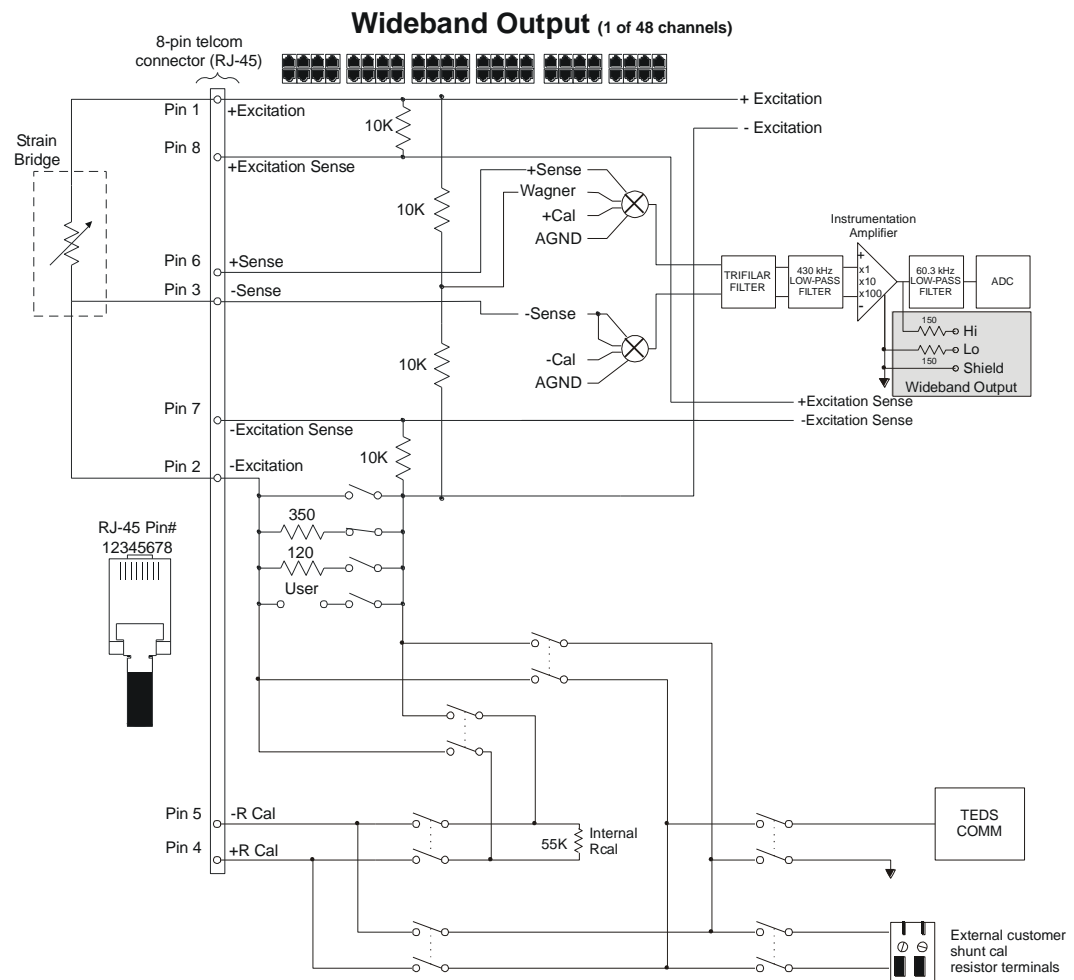 Wideband Output (1 of 48 channels)
8-pin telcom
connector (RJ-45)
Pin 1
+Excitation
+ Excitation
- Excitation
10K
Strain
Bridge
Pin 8
+Excitation Sense
+Sense
Wagner
+Cal
AGND
10K
Instrumentation
Amplifier
Pin 6
+Sense
Pin 3
-Sense
TRIFILAR
FILTER
430 kHz
LOW-PASS
FILTER
+
x1
x10
x100
-
60.3 kHz
LOW-PASS
FILTER
ADC
-Sense
-Cal
AGND
10K
150
Hi
Lo
150
Shield
Wideband Output
+Excitation Sense
-Excitation Sense
Pin 7
-Excitation Sense
10K
Pin 2
-Excitation
350
120
User
RJ-45 Pin#
12345678
Pin 5
-R Cal
Pin 4
+R Cal
55K
Internal
Rcal
TEDS
COMM
External customer
shunt cal
resistor terminals